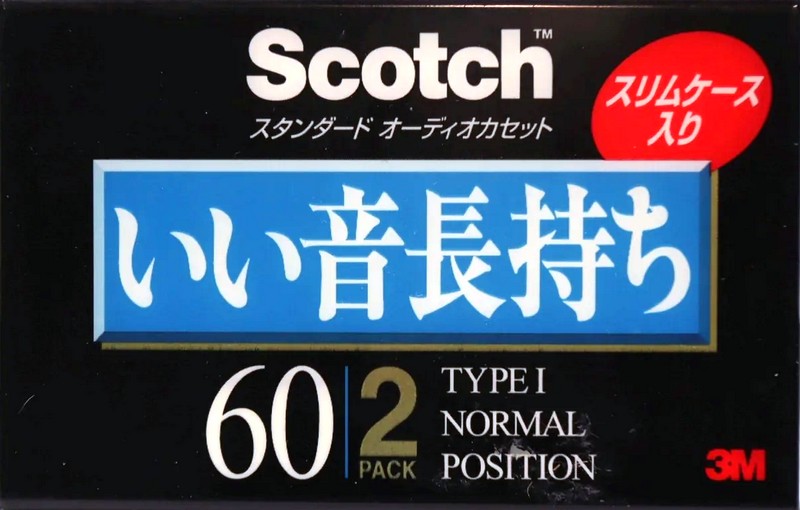 Scotch™
スタンダード オーディオカセット
スリムケース
入り
いい音長持ち
60
2
PACK
TYPE I
NORMAL
POSITION
3M